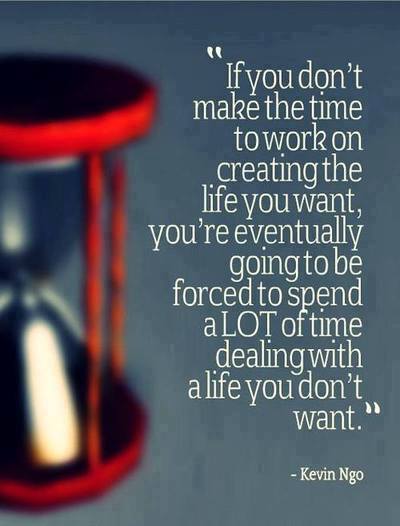 “If you don’t
make the time
to work on
creating the
life you want,
you’re eventually
going to be
forced to spend
a LOT of time
dealing with
a life you don’t
want.”
- Kevin Ngo